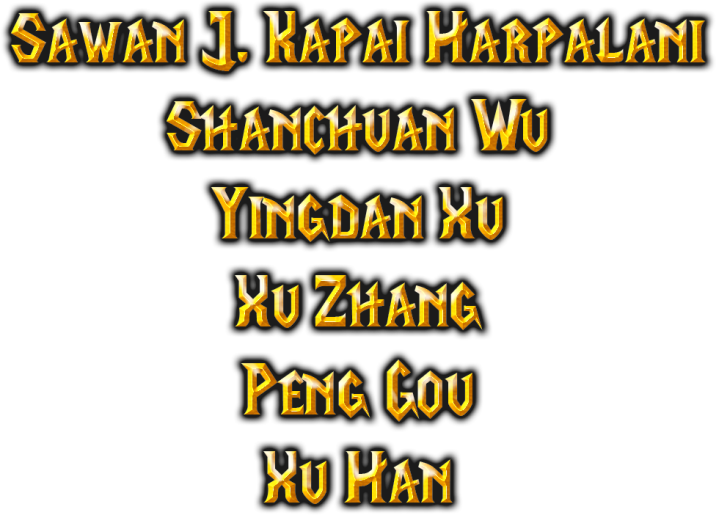 Sawan J. Kapai Harpalani
Shanchuan Wu
Yingdan Xu
Xu Zhang
Peng Gou
Xu Han